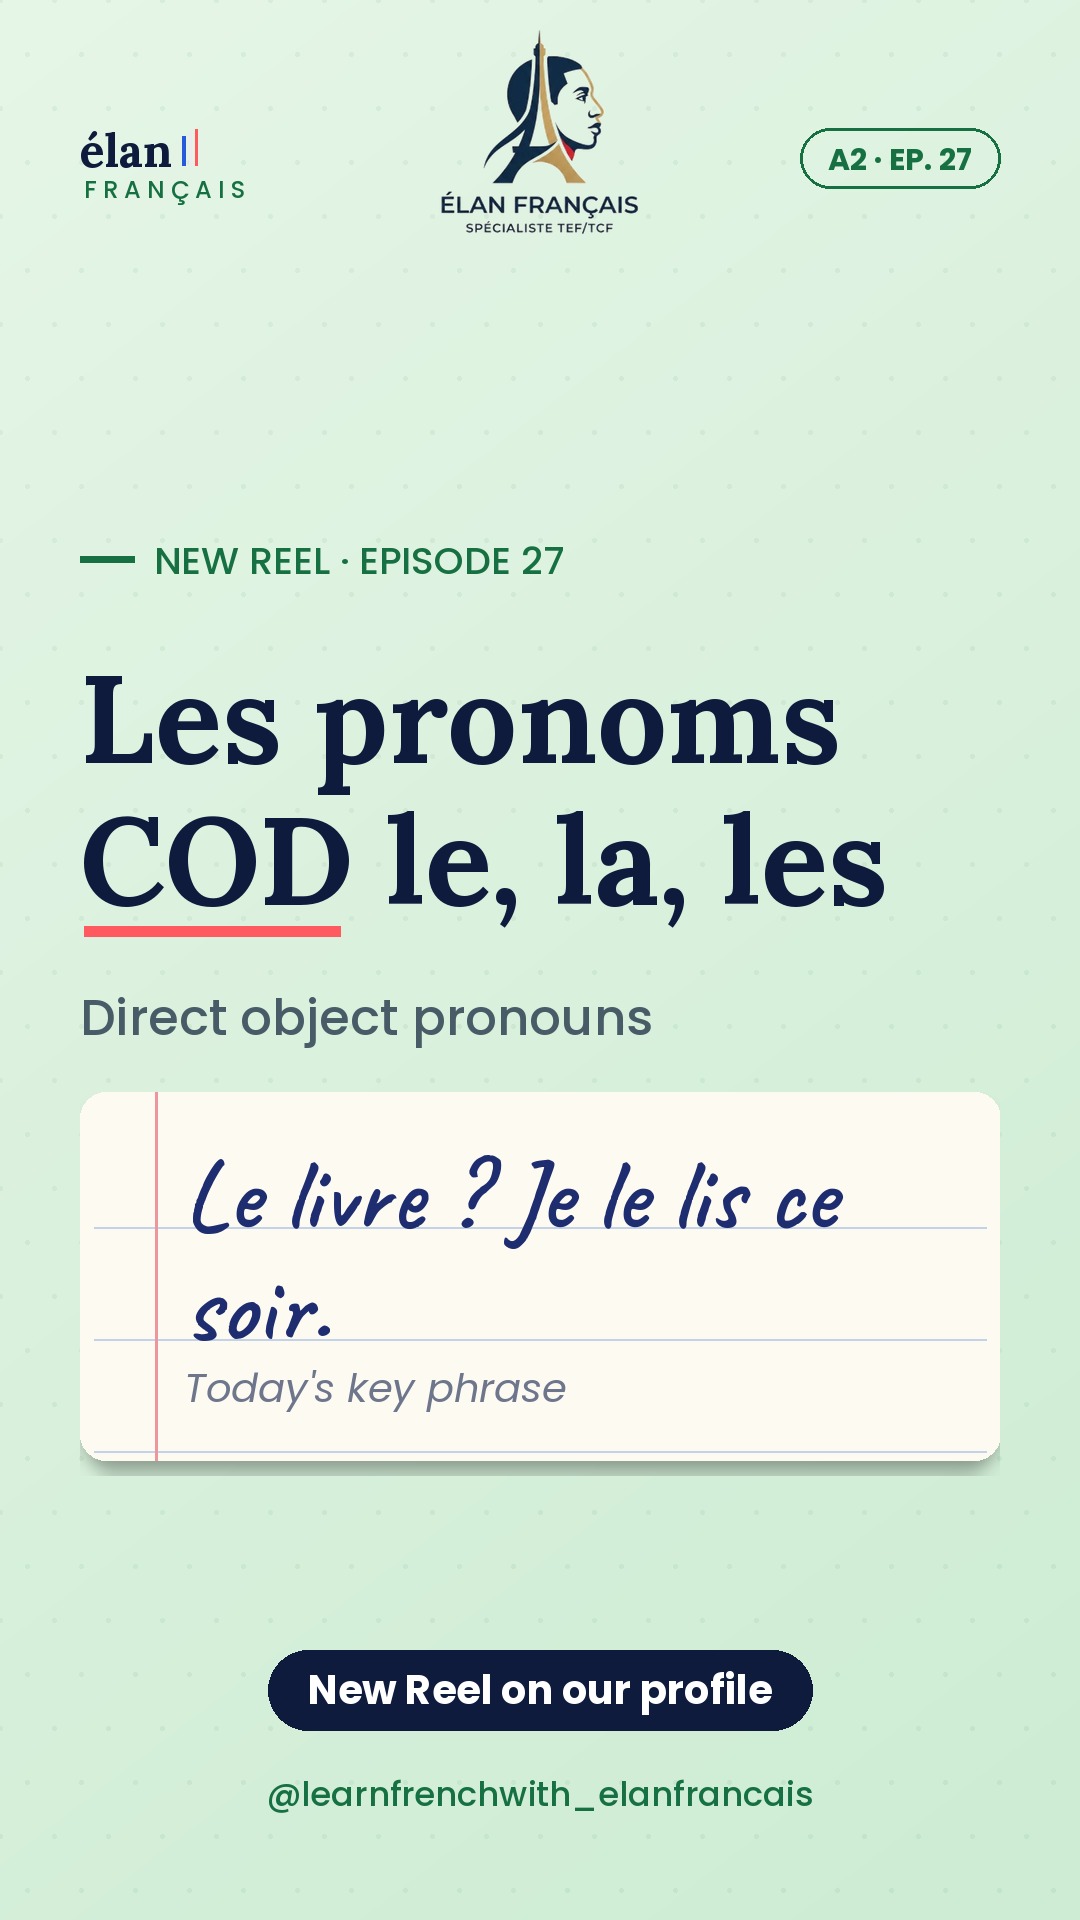 élan
FRANÇAIS
ÉLAN FRANÇAIS
SPÉCIALISTE TEF/TCF
A2 · EP. 27
NEW REEL · EPISODE 27
Les pronoms
COD le, la, les
Direct object pronouns
Le livre ? Je le lis ce
soir.
Today's key phrase
New Reel on our profile
@learnfrenchwith_elanfrancais